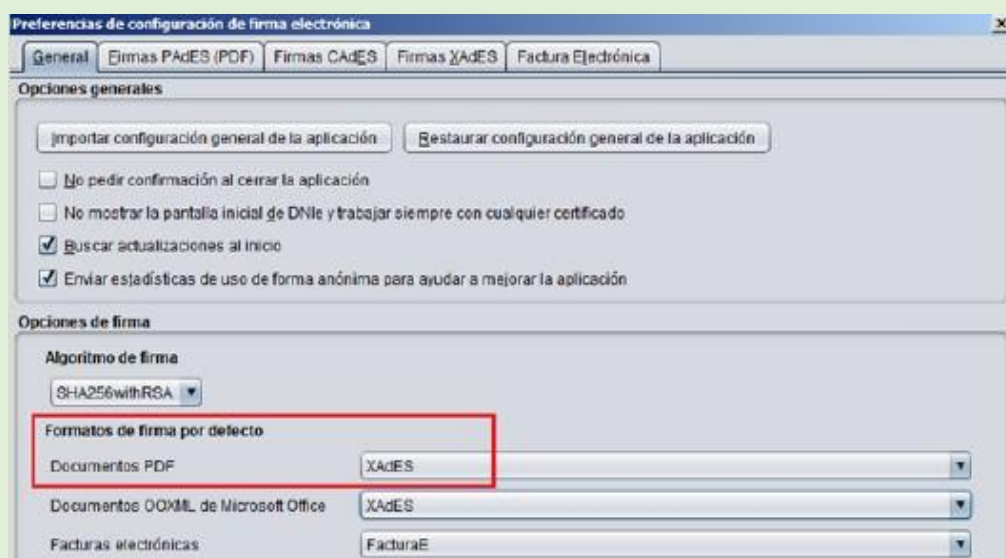 Preferencias de configuración de firma electrónica
General Firmas PAdES (PDF) Firmas CAdES Firmas XAdES Factura Electrónica
Opciones generales
Importar configuración general de la aplicación Restaurar configuración general de la aplicación
No pedir confirmación al cerrar la aplicación
No mostrar la pantalla inicial de DNIe y trabajar siempre con cualquier certificado
Buscar actualizaciones al inicio
Enviar estadísticas de uso de forma anónima para ayudar a mejorar la aplicación
Opciones de firma
Algoritmo de firma
SHA256withRSA
Formatos de firma por defecto
Documentos PDF XAdES
Documentos OOXML de Microsoft Office XAdES
Facturas electrónicas FacturaE